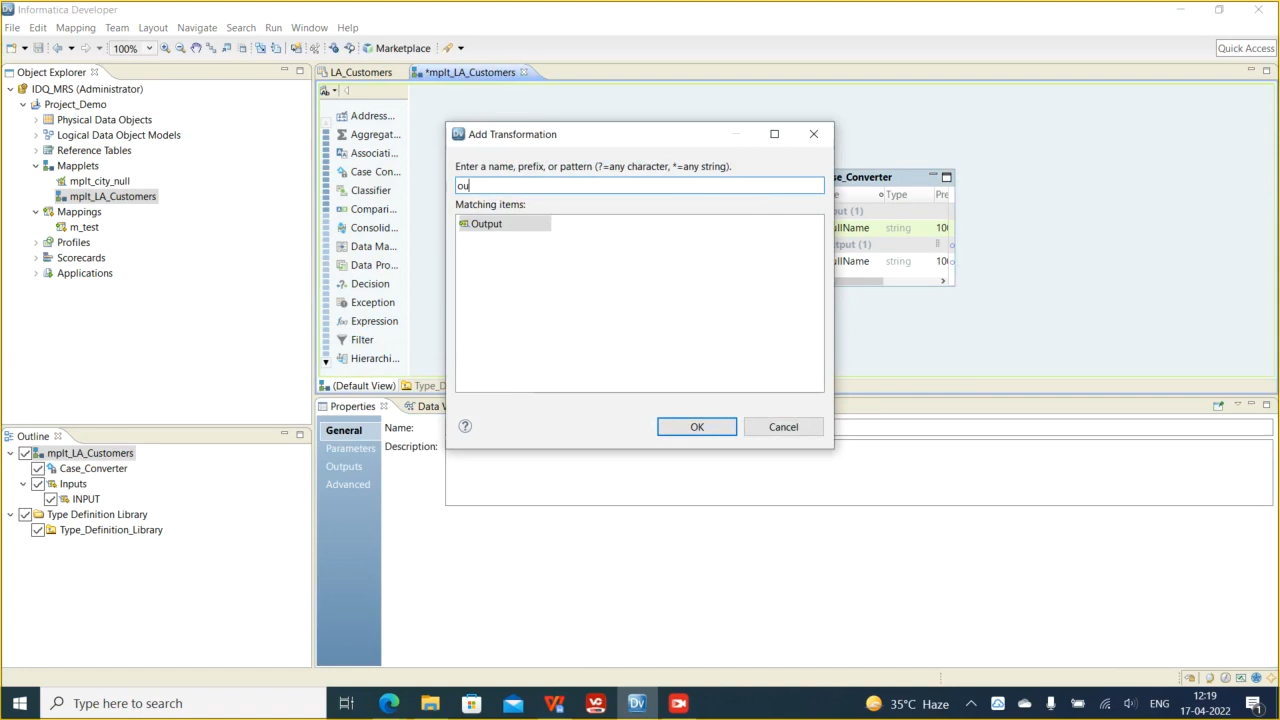 Informatica Developer
File Edit Mapping Team Layout Navigate Search Run Window Help
100% Marketplace Quick Access
Object Explorer
IDQ_MRS (Administrator)
Project_Demo
Physical Data Objects
Logical Data Object Models
Reference Tables
Mapplets
mplt_city_null
mplt_LA_Customers
Mappings
m_test
Profiles
Scorecards
Applications
Outline
mplt_LA_Customers
Case_Converter
Inputs
INPUT
Type Definition Library
Type_Definition_Library
LA_Customers *mplt_LA_Customers
Ab
Address...
Aggregat...
Associati...
Case Con...
Classifier
Compari...
Consolid...
Data Ma...
Data Pro...
Decision
Exception
Expression
Filter
Hierarchi...
(Default View) Type_D
Add Transformation
Enter a name, prefix, or pattern (?=any character, *=any string).
ou
Matching items:
Output
OK Cancel
se_Converter
Type Pre
put (1)
ullName string 100
tput (1)
ullName string 100
Properties Data V
General
Parameters
Outputs
Advanced
Name:
Description:
Type here to search
35°C Haze
ENG
12:19
17-04-2022
1